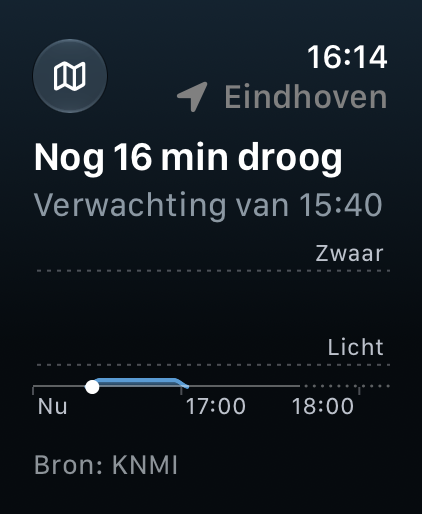 16:14
Eindhoven
Nog 16 min droog
Verwachting van 15:40
Zwaar
Licht
Nu 17:00 18:00
Bron: KNMI